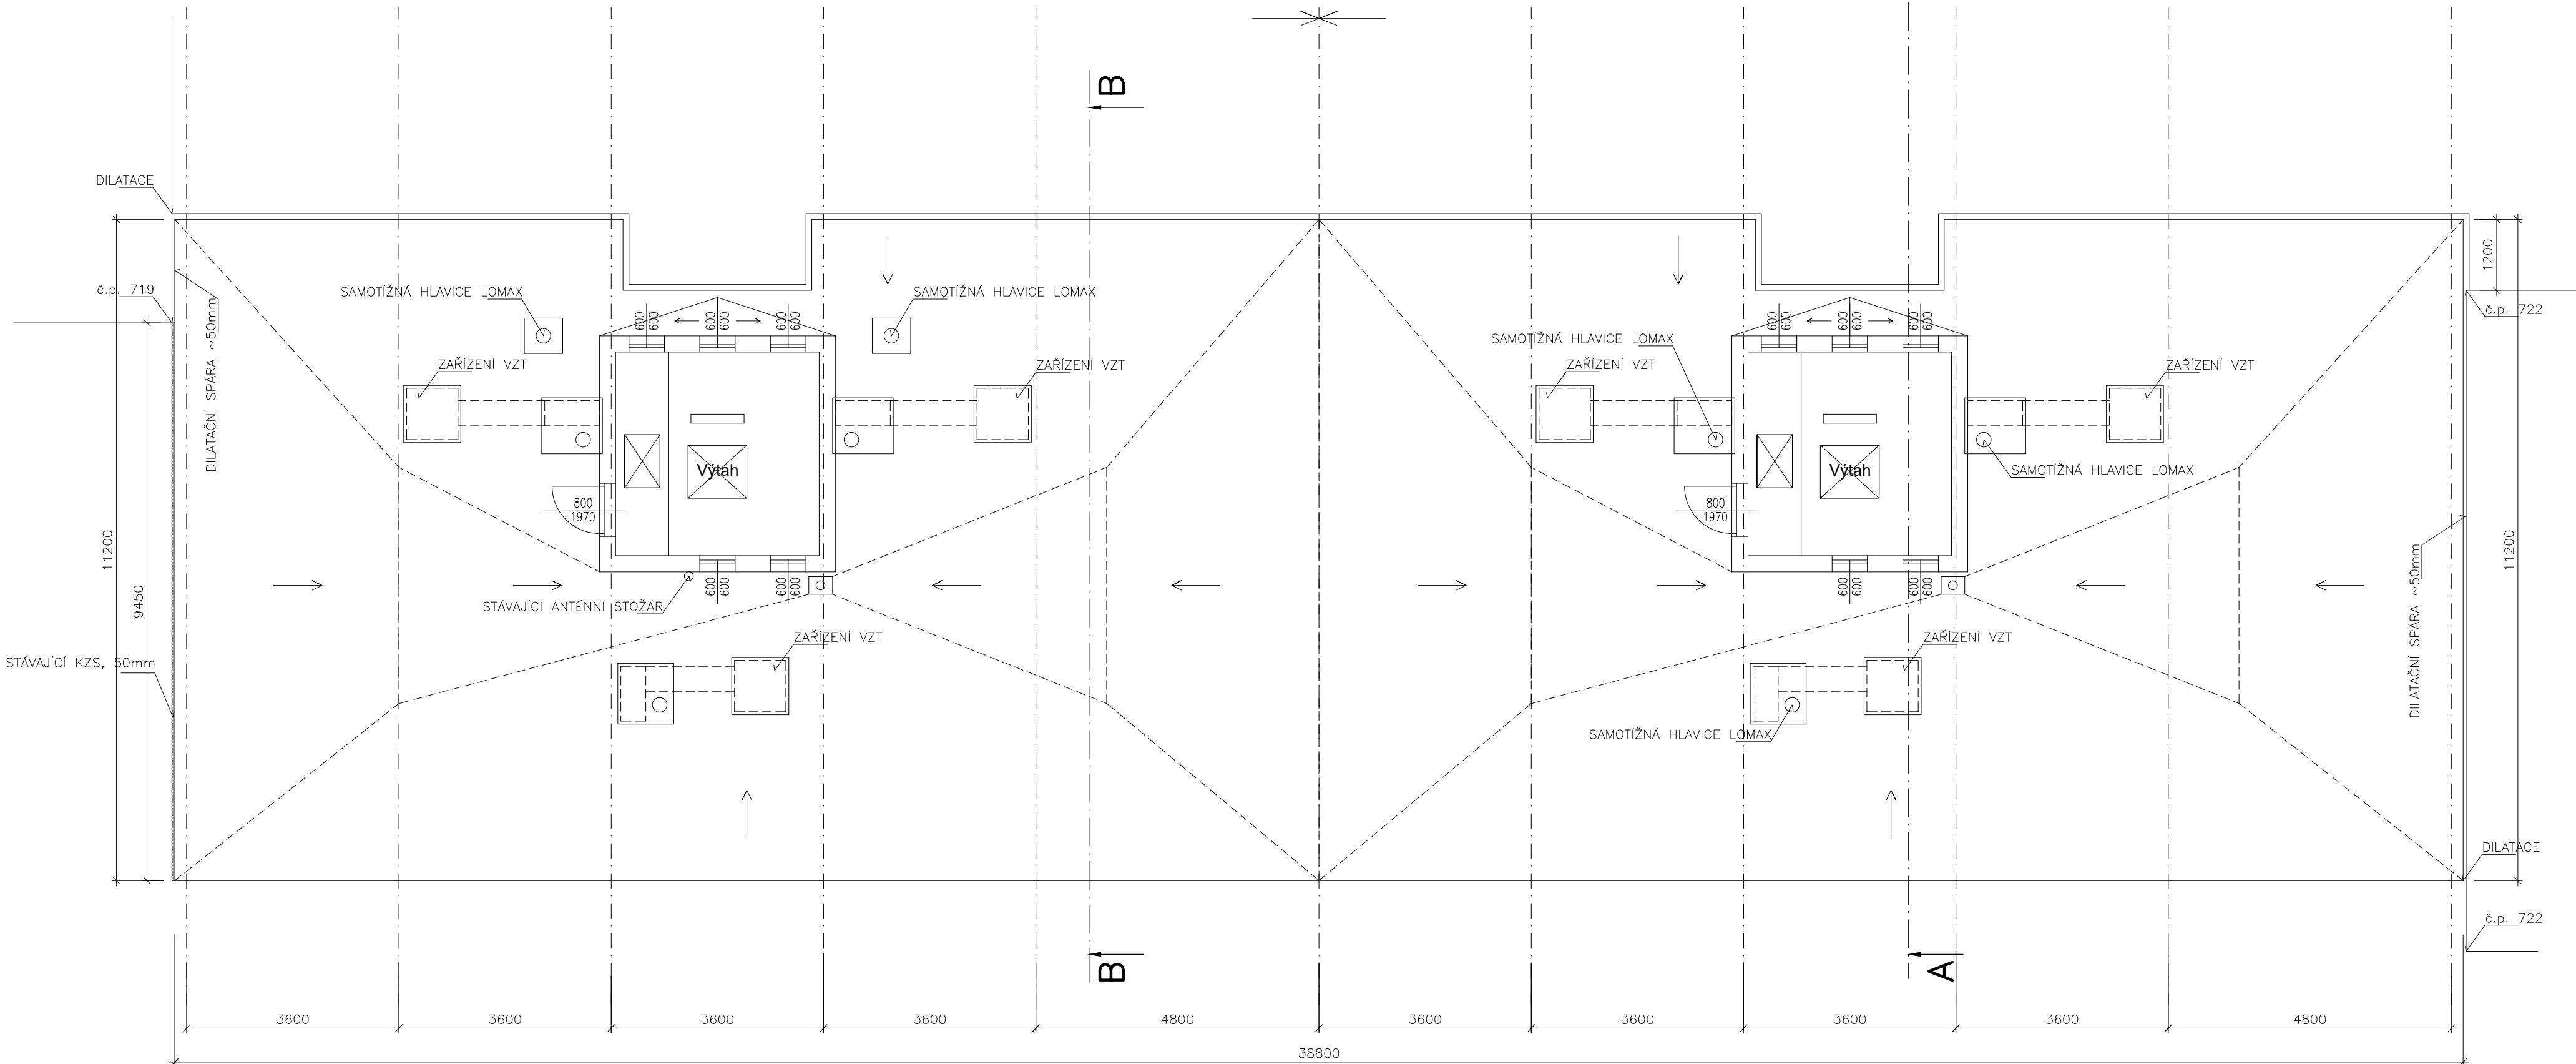 B
DILATACE
č.p. 719
DILATAČNÍ SPÁRA ~50mm
SAMOTÍŽNÁ HLAVICE LOMAX
SAMOTÍŽNÁ HLAVICE LOMAX
600
600
600
600
600
600
ZAŘÍZENÍ VZT
ZAŘÍZENÍ VZT
Výtah
800
1970
600
600
600
600
STÁVAJÍCÍ ANTÉNNÍ STOŽÁR
ZAŘÍZENÍ VZT
11200
9450
STÁVAJÍCÍ KZS, 50mm
600
600
600
600
600
600
SAMOTÍŽNÁ HLAVICE LOMAX
ZAŘÍZENÍ VZT
ZAŘÍZENÍ VZT
Výtah
SAMOTÍŽNÁ HLAVICE LOMAX
800
1970
600
600
600
600
ZAŘÍZENÍ VZT
SAMOTÍŽNÁ HLAVICE LOMAX
1200
č.p. 722
11200
DILATAČNÍ SPÁRA ~50mm
DILATACE
č.p. 722
B
A
3600
3600
3600
3600
4800
3600
3600
3600
3600
4800
38800